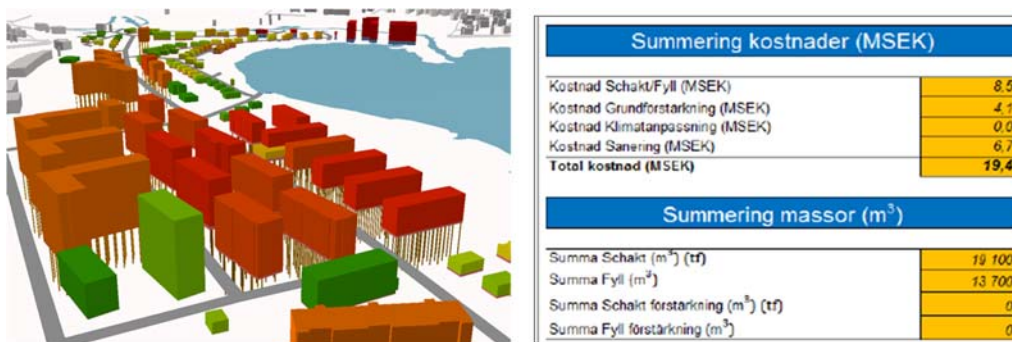 Summering kostnader (MSEK)
Kostnad Schakt/Fyll (MSEK) 8,5
Kostnad Grundförstärkning (MSEK) 4,1
Kostnad Klimatanpassning (MSEK) 0,0
Kostnad Sanering (MSEK) 6,7
Total kostnad (MSEK) 19,4
Summering massor (m³)
Summa Schakt (m³) (tf) 19 100
Summa Fyll (m³) 13 700
Summa Schakt förstärkning (m³) (tf) 0
Summa Fyll förstärkning (m³) 0